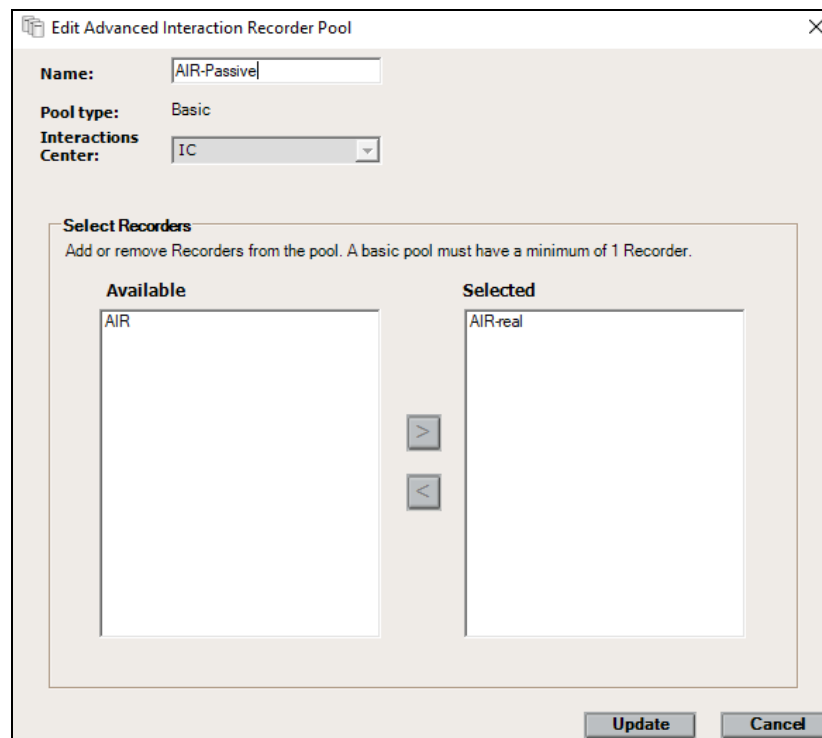 Edit Advanced Interaction Recorder Pool
Name: AIR-Passive
Pool type: Basic
Interactions
Center: IC
Select Recorders
Add or remove Recorders from the pool. A basic pool must have a minimum of 1 Recorder.
Available Selected
AIR AIR-real
>
<
Update Cancel